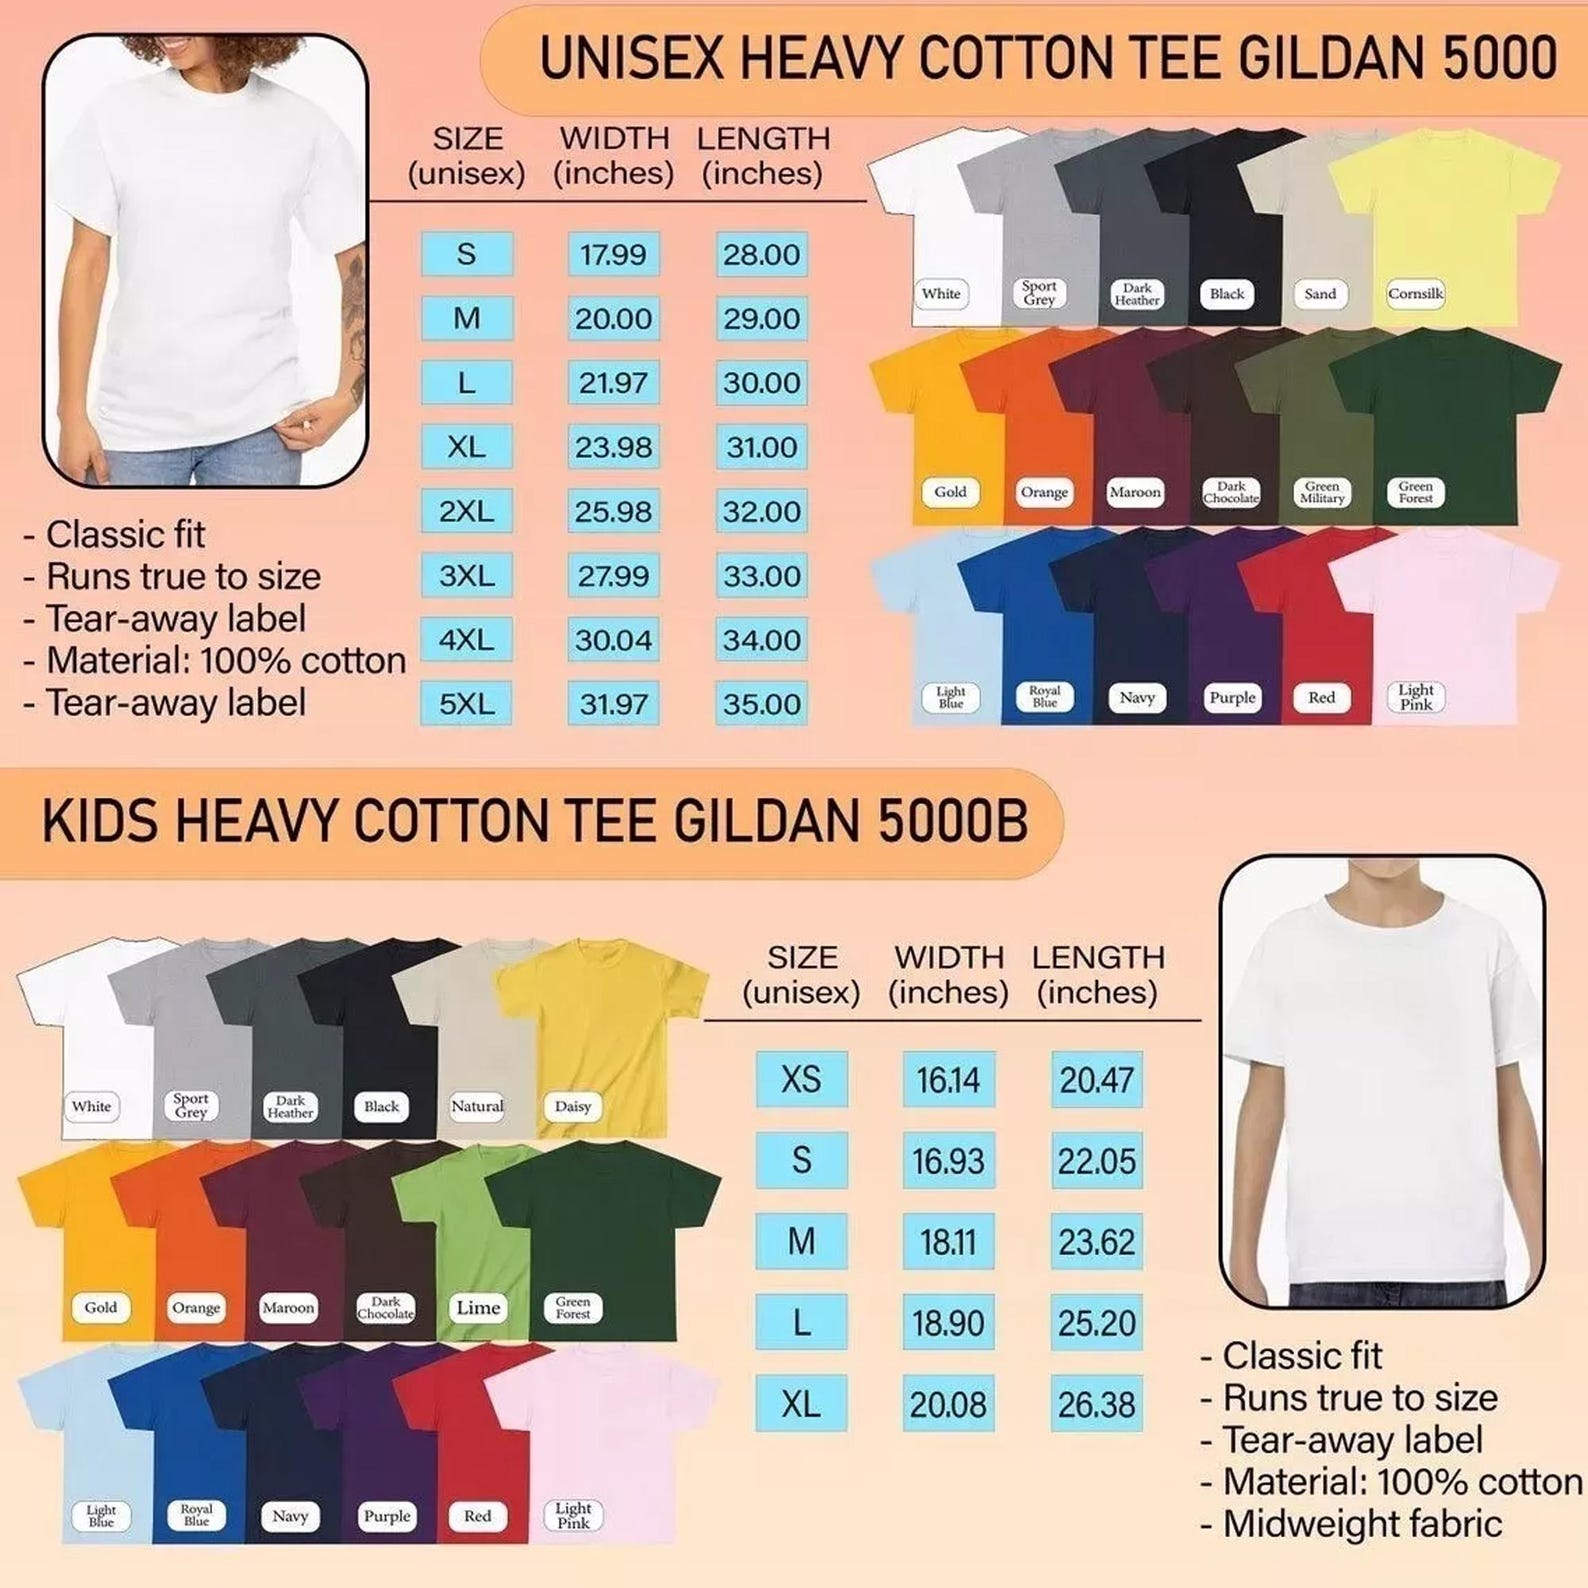 UNISEX HEAVY COTTON TEE GILDAN 5000
SIZE WIDTH LENGTH
(unisex) (inches) (inches)
S 17.99 28.00
M 20.00 29.00
L 21.97 30.00
XL 23.98 31.00
2XL 25.98 32.00
3XL 27.99 33.00
4XL 30.04 34.00
5XL 31.97 35.00
- Classic fit
- Runs true to size
- Tear-away label
- Material: 100% cotton
- Tear-away label
White
Sport
Grey
Dark
Heather
Black
Sand
Cornsilk
Gold
Orange
Maroon
Dark
Chocolate
Green
Military
Green
Forest
Light
Blue
Royal
Blue
Navy
Purple
Red
Light
Pink
KIDS HEAVY COTTON TEE GILDAN 5000B
White
Sport
Grey
Dark
Heather
Black
Natural
Daisy
Gold
Orange
Maroon
Dark
Chocolate
Lime
Green
Forest
Light
Blue
Royal
Blue
Navy
Purple
Red
Light
Pink
SIZE WIDTH LENGTH
(unisex) (inches) (inches)
XS 16.14 20.47
S 16.93 22.05
M 18.11 23.62
L 18.90 25.20
XL 20.08 26.38
- Classic fit
- Runs true to size
- Tear-away label
- Material: 100% cotton
- Midweight fabric